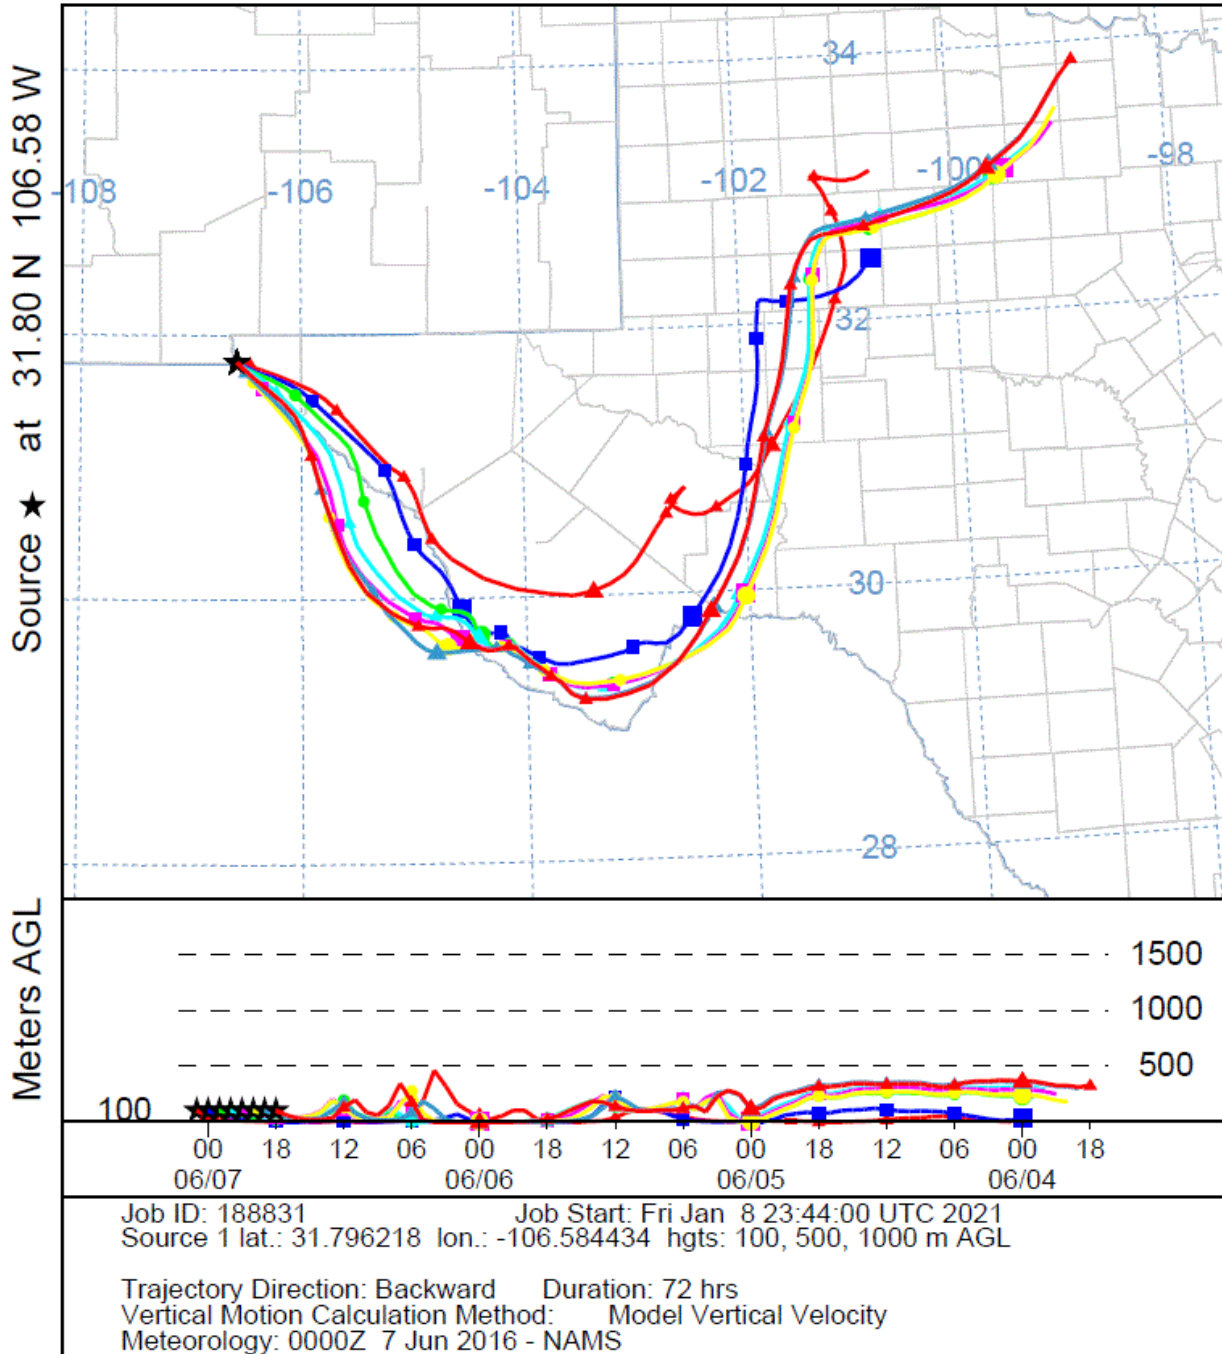 Source ★ at 31.80 N 106.58 W
34
-108
-106
-104
-102
-100
-98
32
30
28
Meters AGL
1500
1000
500
100
00 18 12 06 00 18 12 06 00 18 12 06 00 18
06/07 06/06 06/05 06/04
Job ID: 188831 Job Start: Fri Jan 8 23:44:00 UTC 2021
Source 1 lat.: 31.796218 lon.: -106.584434 hgts: 100, 500, 1000 m AGL
Trajectory Direction: Backward Duration: 72 hrs
Vertical Motion Calculation Method: Model Vertical Velocity
Meteorology: 0000Z 7 Jun 2016 - NAMS